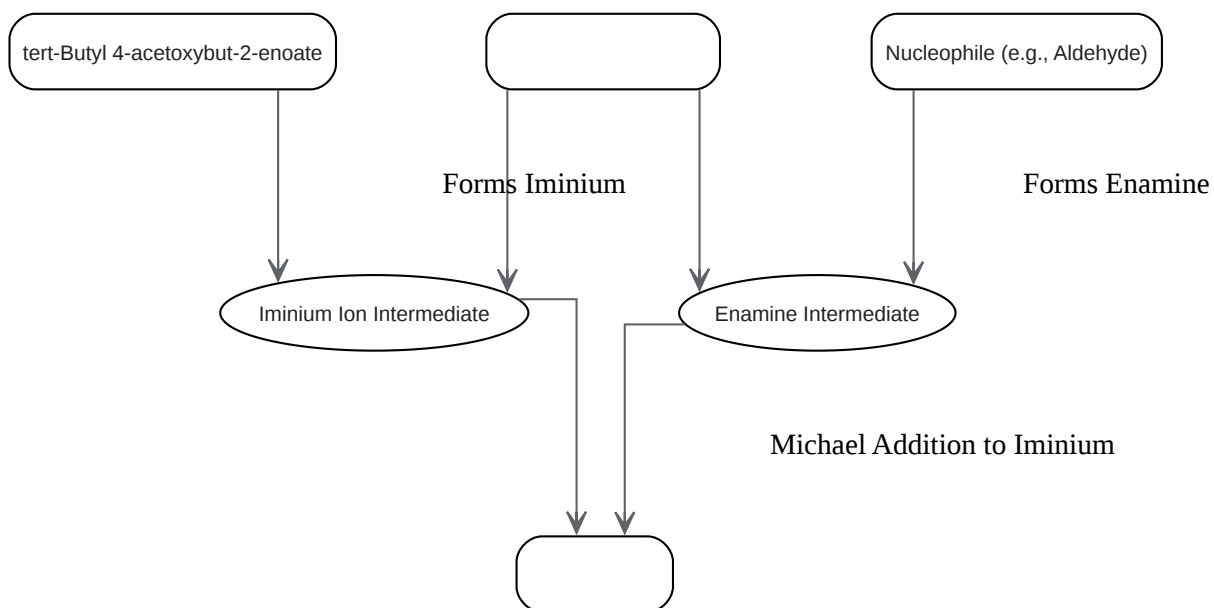 tert-Butyl 4-acetoxybut-2-enoate
Nucleophile (e.g., Aldehyde)
Forms Iminium
Forms Enamine
Iminium Ion Intermediate
Enamine Intermediate
Michael Addition to Iminium